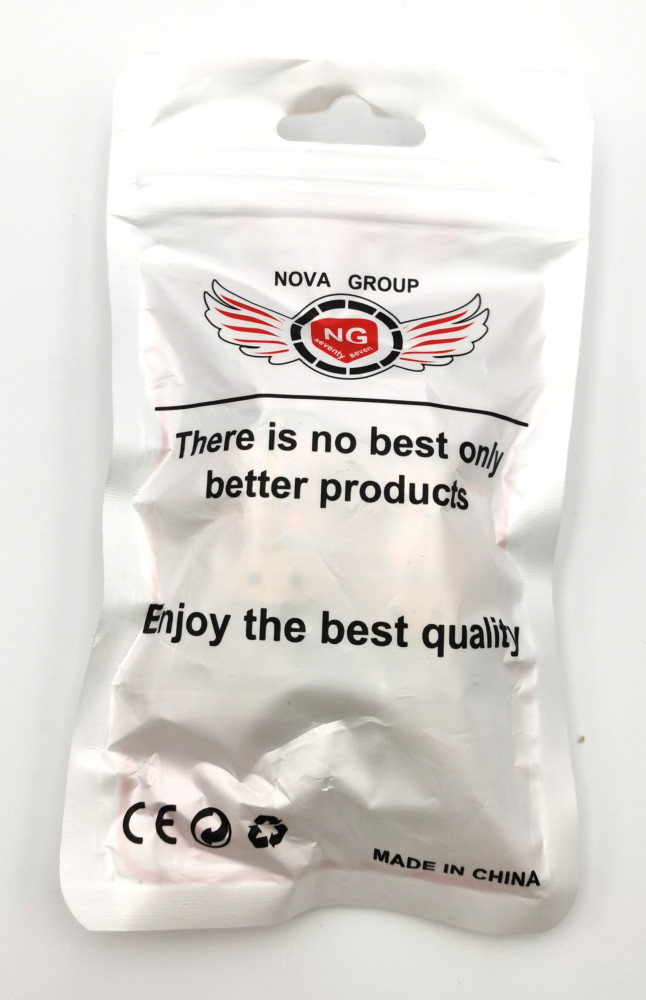 NOVA GROUP
NG
seventy seven
There is no best only
better products
Enjoy the best quality
CE
MADE IN CHINA